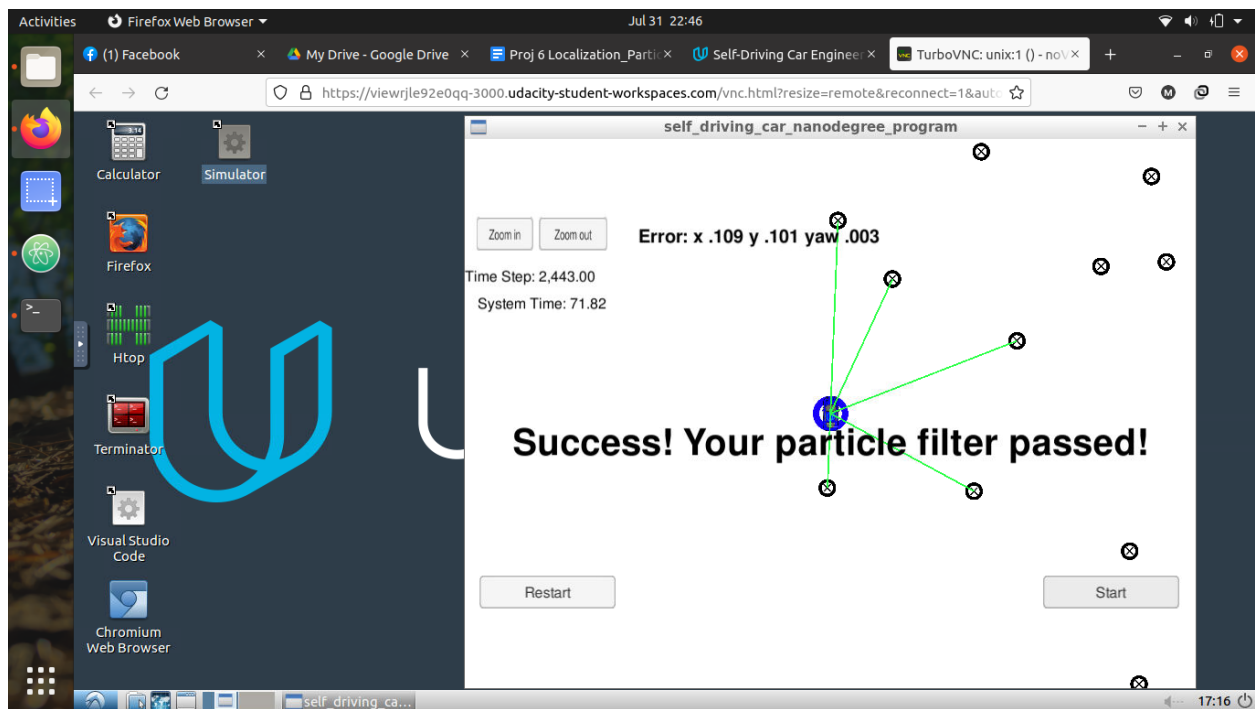 Activities Firefox Web Browser Jul 31 22:46
(1) Facebook My Drive - Google Drive Proj 6 Localization_Partic Self-Driving Car Engineer TurboVNC: unix:1 () - noV
https://viewrjle92e0qq-3000.udacity-student-workspaces.com/vnc.html?resize=remote&reconnect=1&auto
self_driving_car_nanodegree_program
3.14
Calculator Simulator
Zoom in Zoom out Error: x .109 y .101 yaw .003
Firefox
Time Step: 2,443.00
System Time: 71.82
Htop
Terminator
Success! Your particle filter passed!
Visual Studio
Code
Restart Start
Chromium
Web Browser
self_driving_ca... 17:16